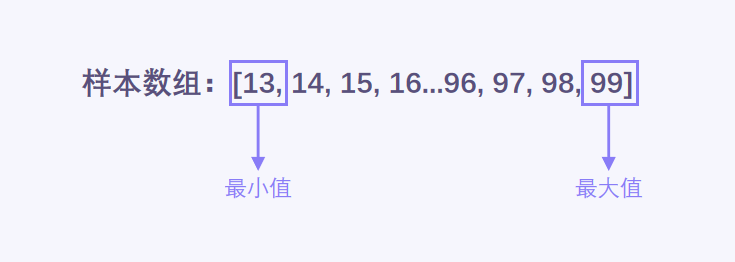 样本数组：[13, 14, 15, 16...96, 97, 98, 99]
最小值 最大值